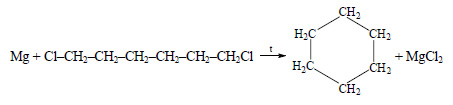 CH₂
H₂C CH₂
Mg + Cl–CH₂–CH₂–CH₂–CH₂–CH₂–CH₂Cl t + MgCl₂
H₂C CH₂
CH₂